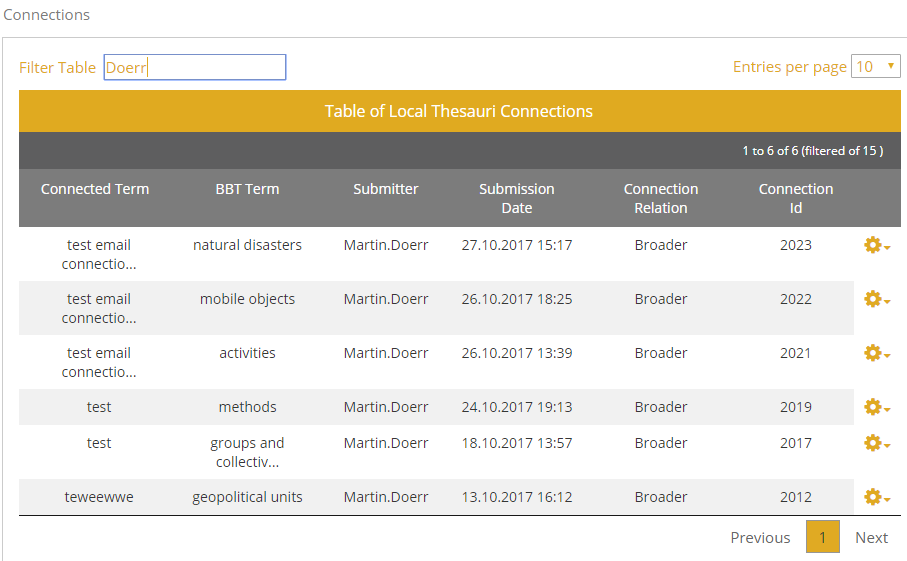 Connections
Filter Table Doerr Entries per page 10
Table of Local Thesauri Connections
1 to 6 of 6 (filtered of 15 )
Connected Term BBT Term Submitter Submission Connection Connection
Date Relation Id
test email natural disasters Martin.Doerr 27.10.2017 15:17 Broader 2023
connectio...
test email mobile objects Martin.Doerr 26.10.2017 18:25 Broader 2022
connectio...
test email activities Martin.Doerr 26.10.2017 13:39 Broader 2021
connectio...
test methods Martin.Doerr 24.10.2017 19:13 Broader 2019
test groups and Martin.Doerr 18.10.2017 13:57 Broader 2017
collectiv...
teweewwe geopolitical units Martin.Doerr 13.10.2017 16:12 Broader 2012
Previous 1 Next